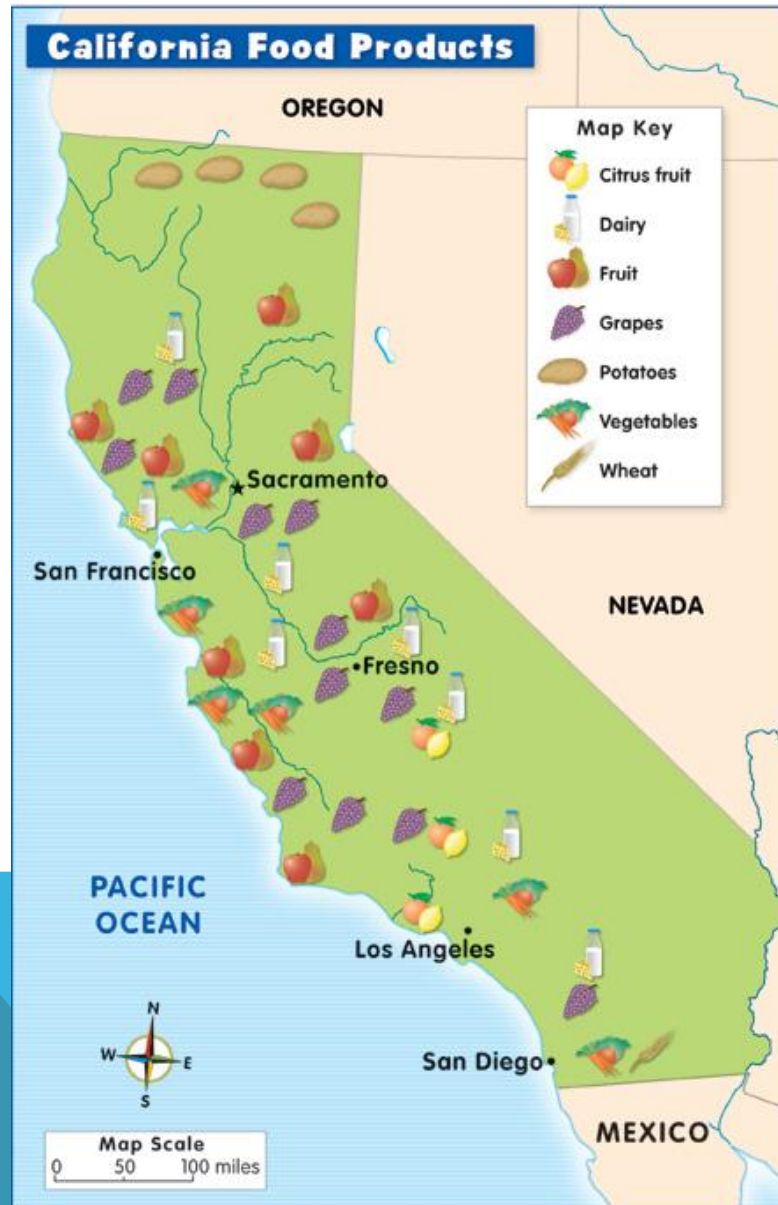 California Food Products
OREGON
Map Key
Citrus fruit
Dairy
Fruit
Grapes
Potatoes
Vegetables
Wheat
Sacramento
San Francisco
NEVADA
Fresno
PACIFIC
OCEAN
Los Angeles
N
W E
S
San Diego
MEXICO
Map Scale
0 50 100 miles